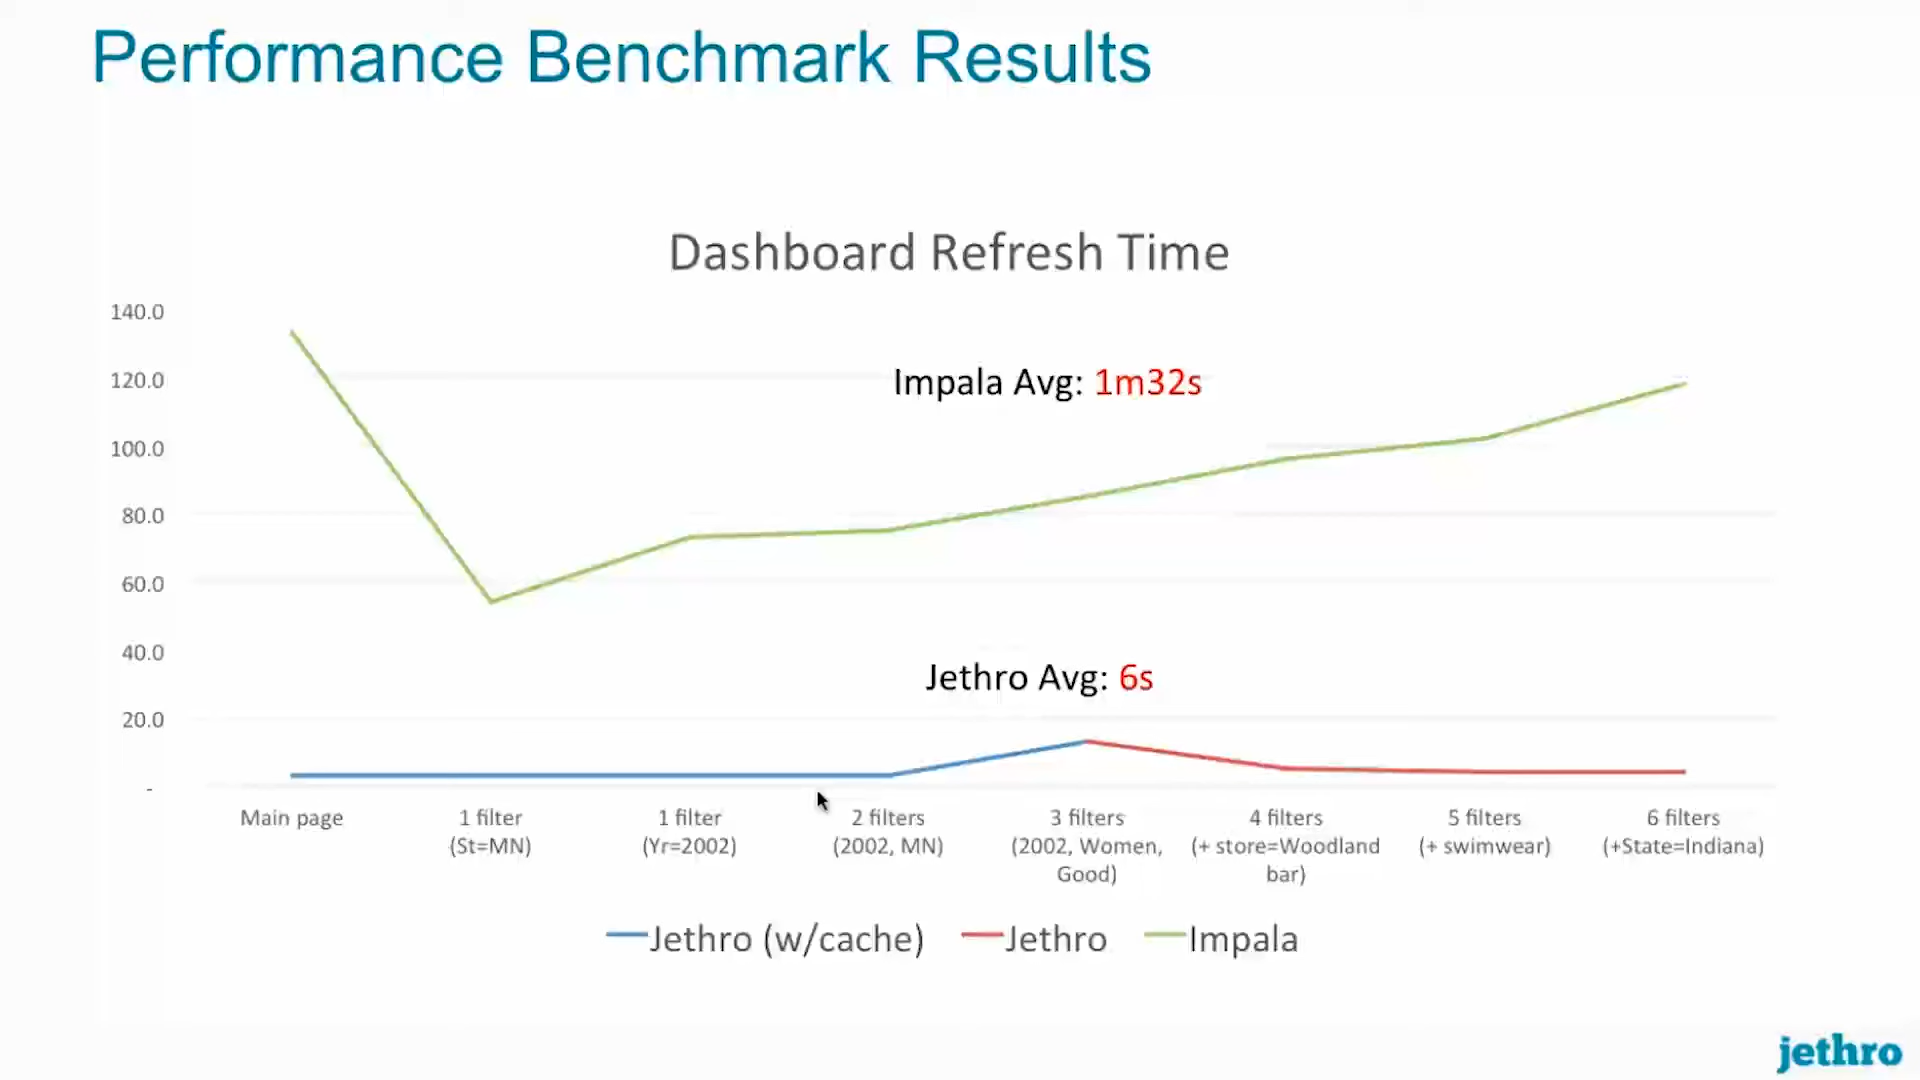 Performance Benchmark Results
Dashboard Refresh Time
140.0
120.0
100.0
80.0
60.0
40.0
20.0
-
Impala Avg: 1m32s
Jethro Avg: 6s
Main page
1 filter
(St=MN)
1 filter
(Yr=2002)
2 filters
(2002, MN)
3 filters
(2002, Women,
Good)
4 filters
(+ store=Woodland
bar)
5 filters
(+ swimwear)
6 filters
(+State=Indiana)
Jethro (w/cache) Jethro Impala
jethro